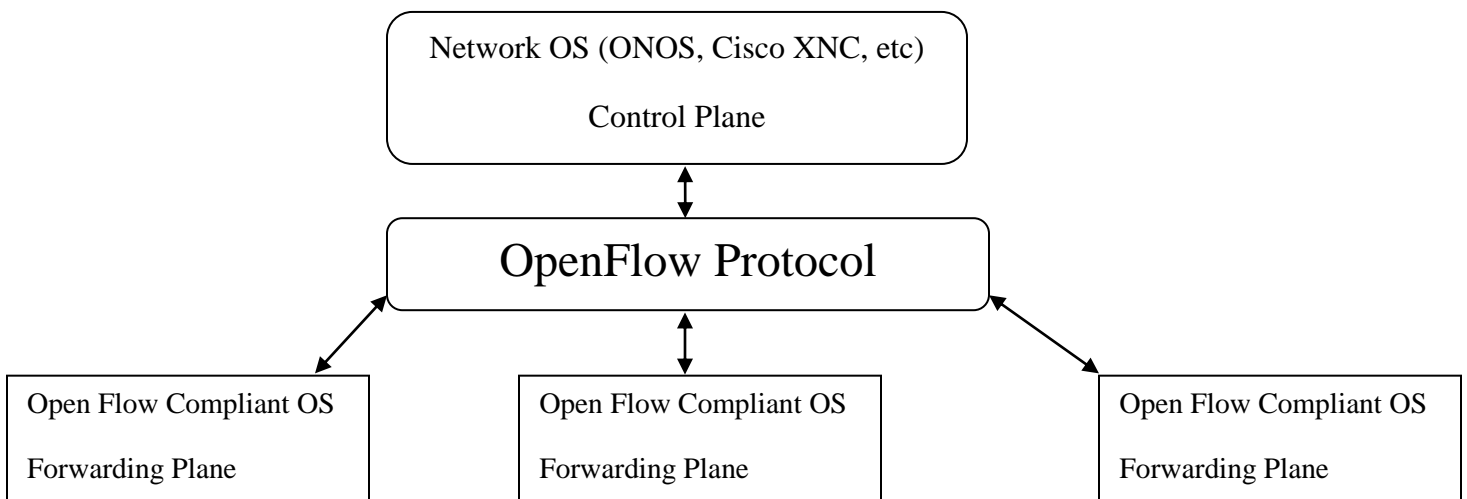 Network OS (ONOS, Cisco XNC, etc)
Control Plane
OpenFlow Protocol
Open Flow Compliant OS
Forwarding Plane
Open Flow Compliant OS
Forwarding Plane
Open Flow Compliant OS
Forwarding Plane